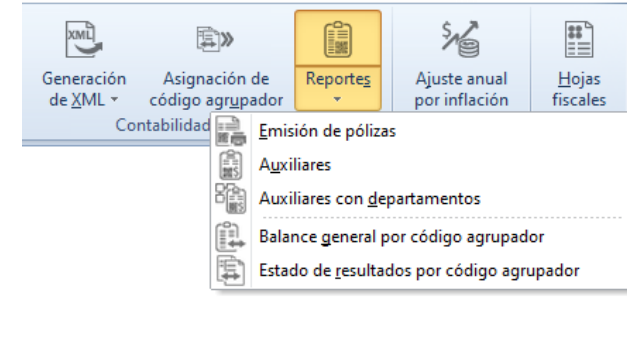 XML
Generación de XML
Asignación de código agrupador
Reportes
Ajuste anual por inflación
Hojas fiscales
Contabilidad
Emisión de pólizas
Auxiliares
Auxiliares con departamentos
Balance general por código agrupador
Estado de resultados por código agrupador